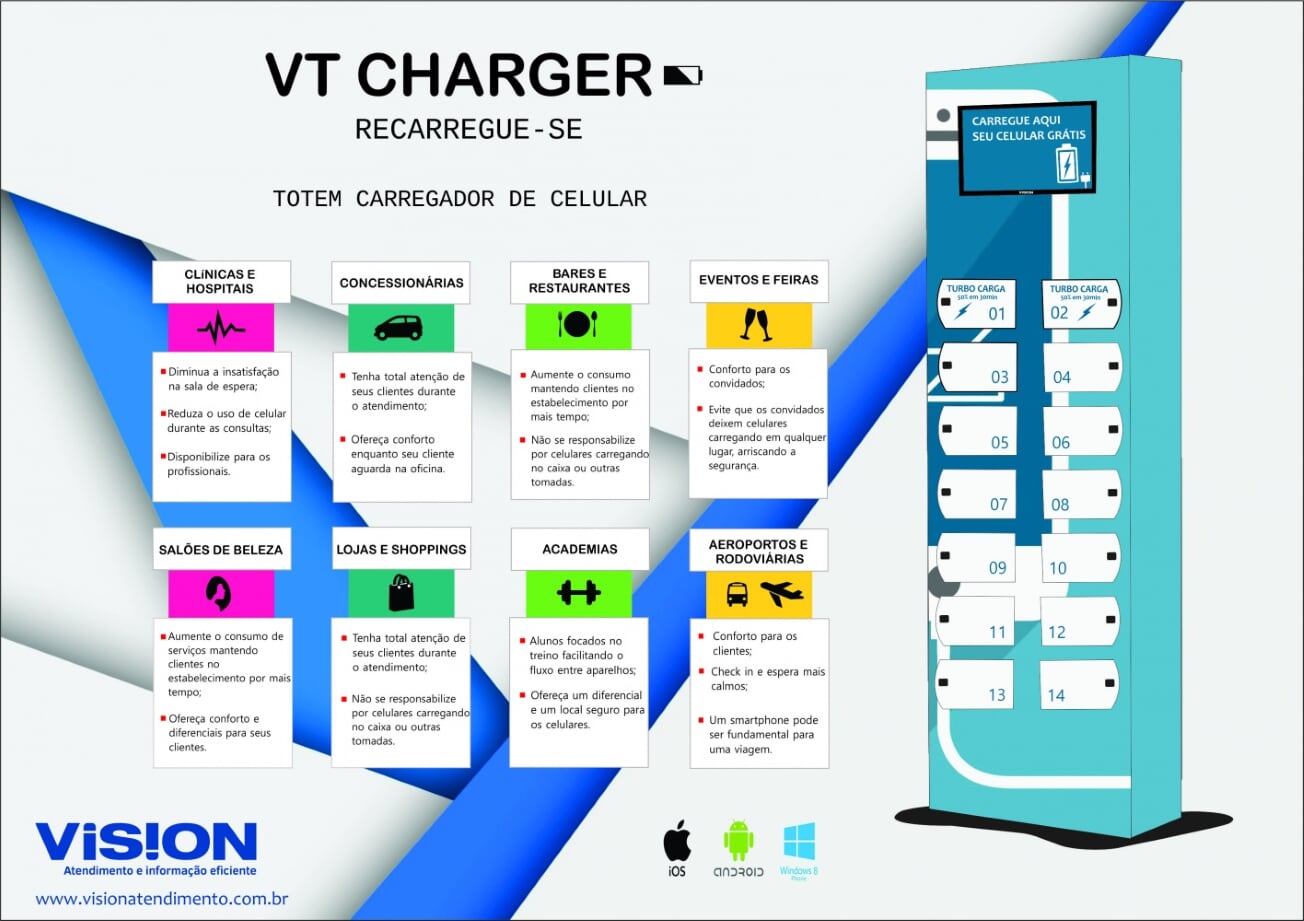 VT CHARGER
RECARREGUE-SE
TOTEM CARREGADOR DE CELULAR
CLíNICAS E
HOSPITAIS
Diminua a insatisfação
na sala de espera;
Reduza o uso de celular
durante as consultas;
Disponibilize para os
profissionais.
CONCESSIONÁRIAS
Tenha total atenção de
seus clientes durante
o atendimento;
Ofereça conforto
enquanto seu cliente
aguarda na oficina.
BARES E
RESTAURANTES
Aumente o consumo
mantendo clientes no
estabelecimento por
mais tempo;
Não se responsabilize
por celulares carregando
no caixa ou outras
tomadas.
EVENTOS E FEIRAS
Conforto para os
convidados;
Evite que os convidados
deixem celulares
carregando em qualquer
lugar, arriscando a
segurança.
SALÕES DE BELEZA
Aumente o consumo de
serviços mantendo
clientes no
estabelecimento por mais
tempo;
Ofereça conforto e
diferenciais para seus
clientes.
LOJAS E SHOPPINGS
Tenha total atenção de
seus clientes durante
o atendimento;
Não se responsabilize
por celulares carregando
no caixa ou outras
tomadas.
ACADEMIAS
Alunos focados no
treino facilitando o
fluxo entre aparelhos;
Ofereça um diferencial
e um local seguro para
os celulares.
AEROPORTOS E
RODOVIÁRIAS
Conforto para os
clientes;
Check in e espera mais
calmos;
Um smartphone pode
ser fundamental para
uma viagem.
CARREGUE AQUI
SEU CELULAR GRÁTIS
VISION
TURBO CARGA
50% em 30min
01
TURBO CARGA
50% em 30min
02
03
04
05
06
07
08
09
10
11
12
13
14
ViS!ON
Atendimento e informação eficiente
www.visionatendimento.com.br
iOS
ANDROID
Windows 8
Phone